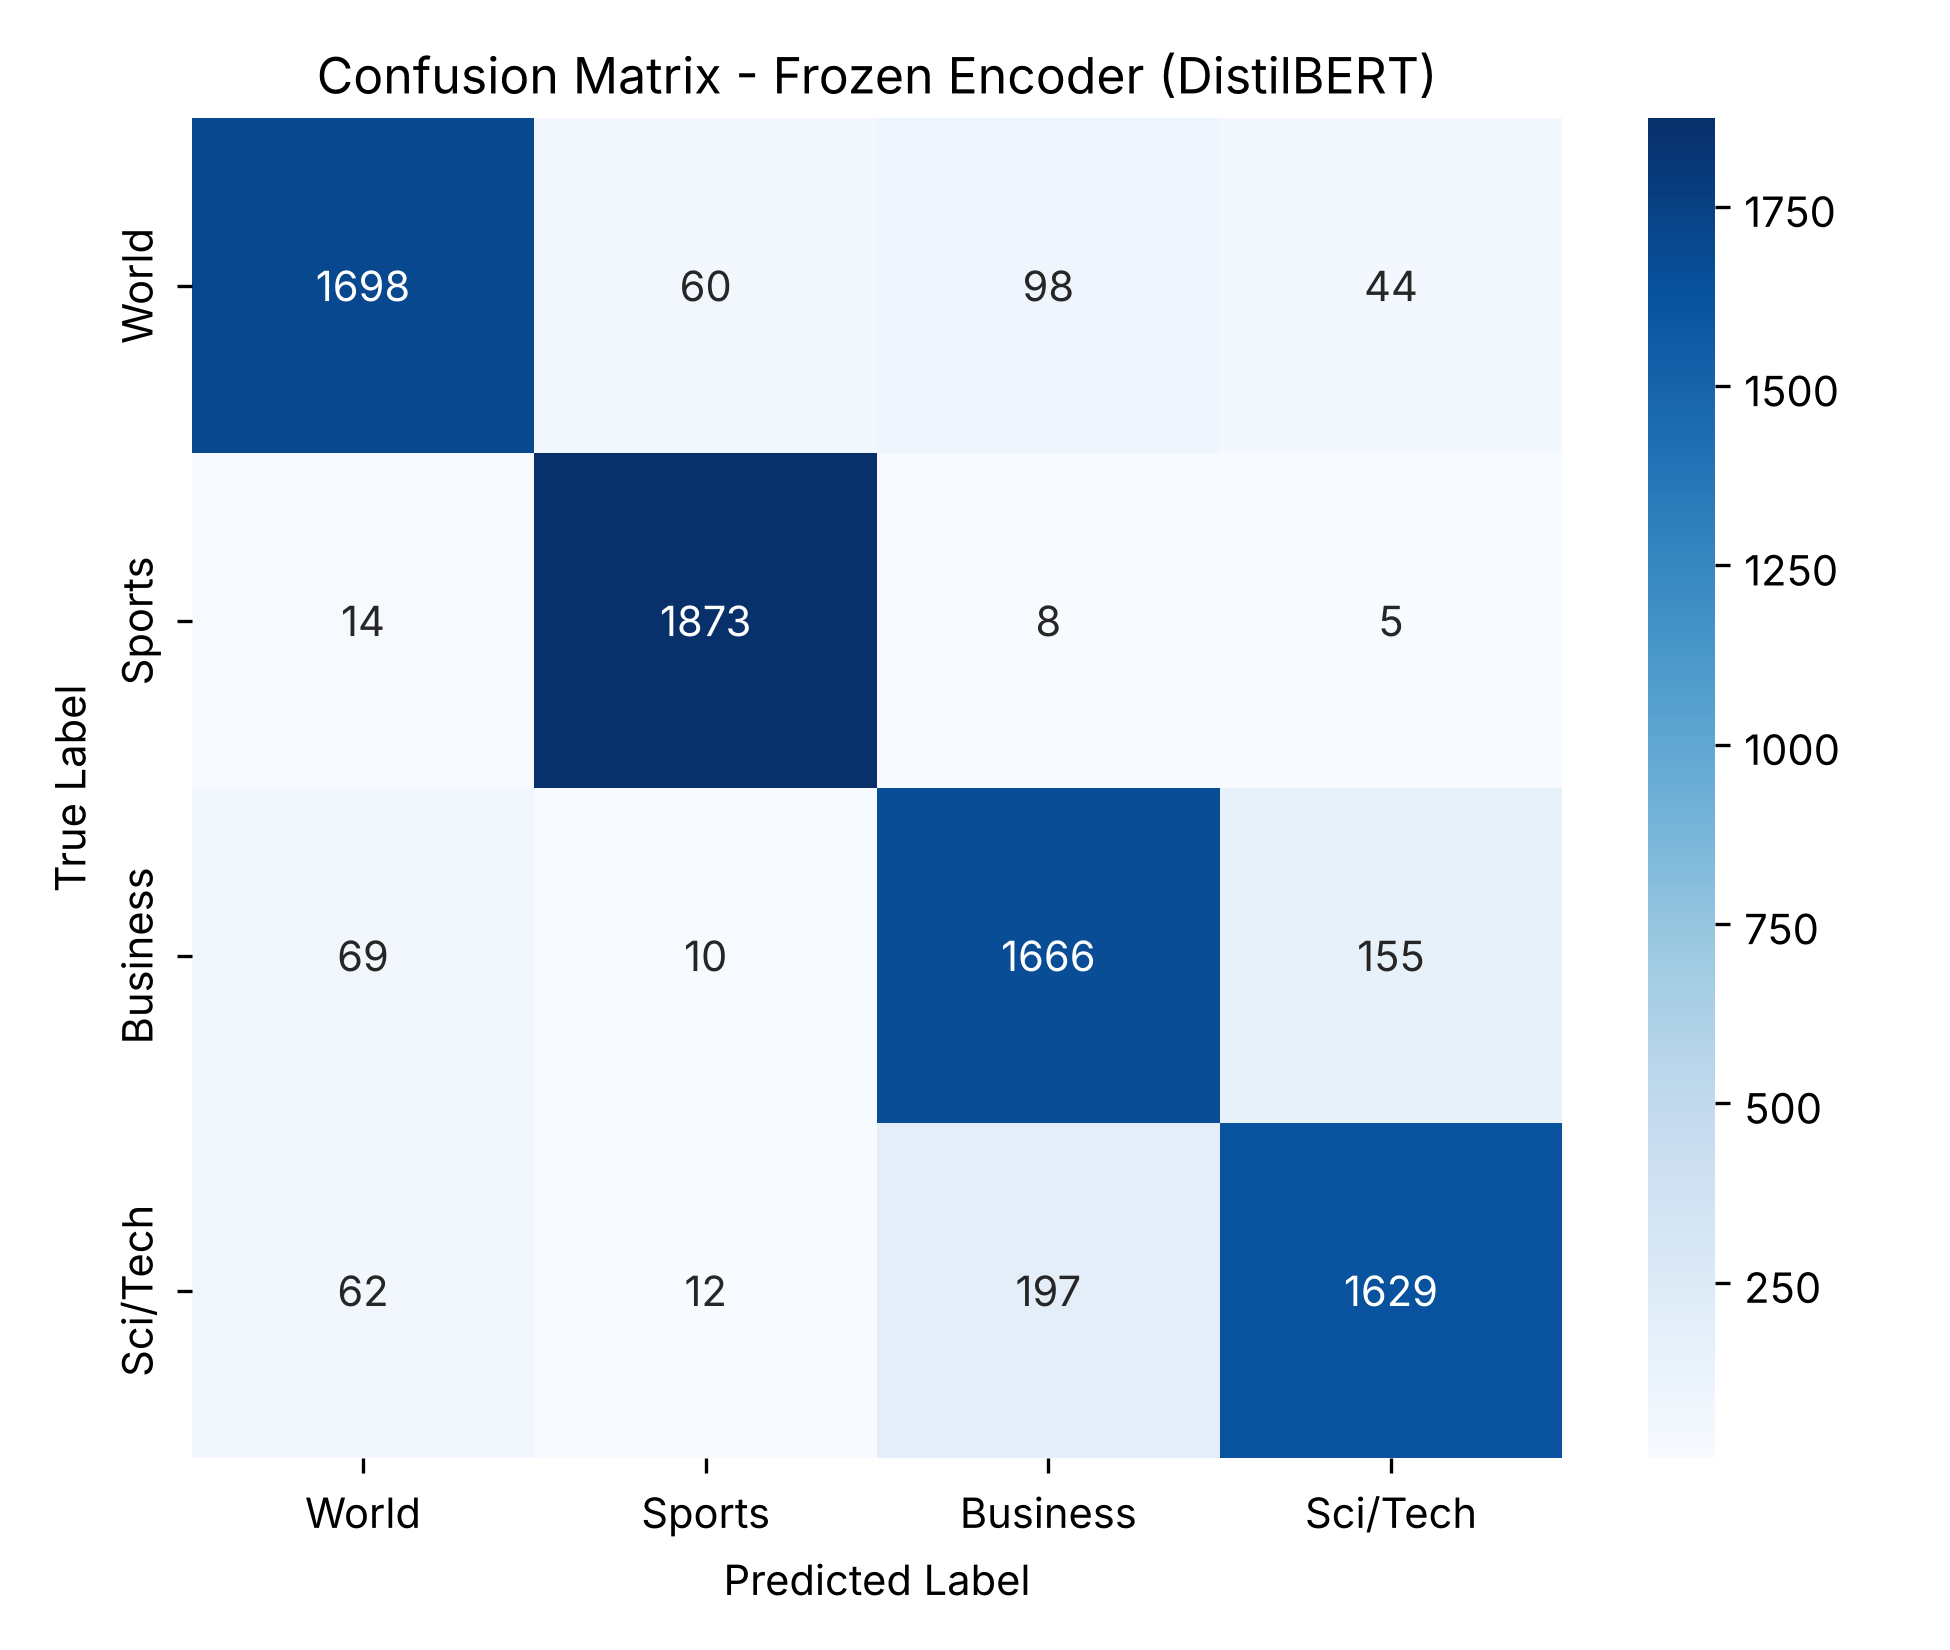 Confusion Matrix - Frozen Encoder (DistilBERT)
True Label
World
1698 60 98 44
Sports
14 1873 8 5
Business
69 10 1666 155
Sci/Tech
62 12 197 1629
World Sports Business Sci/Tech
Predicted Label
1750
1500
1250
1000
750
500
250